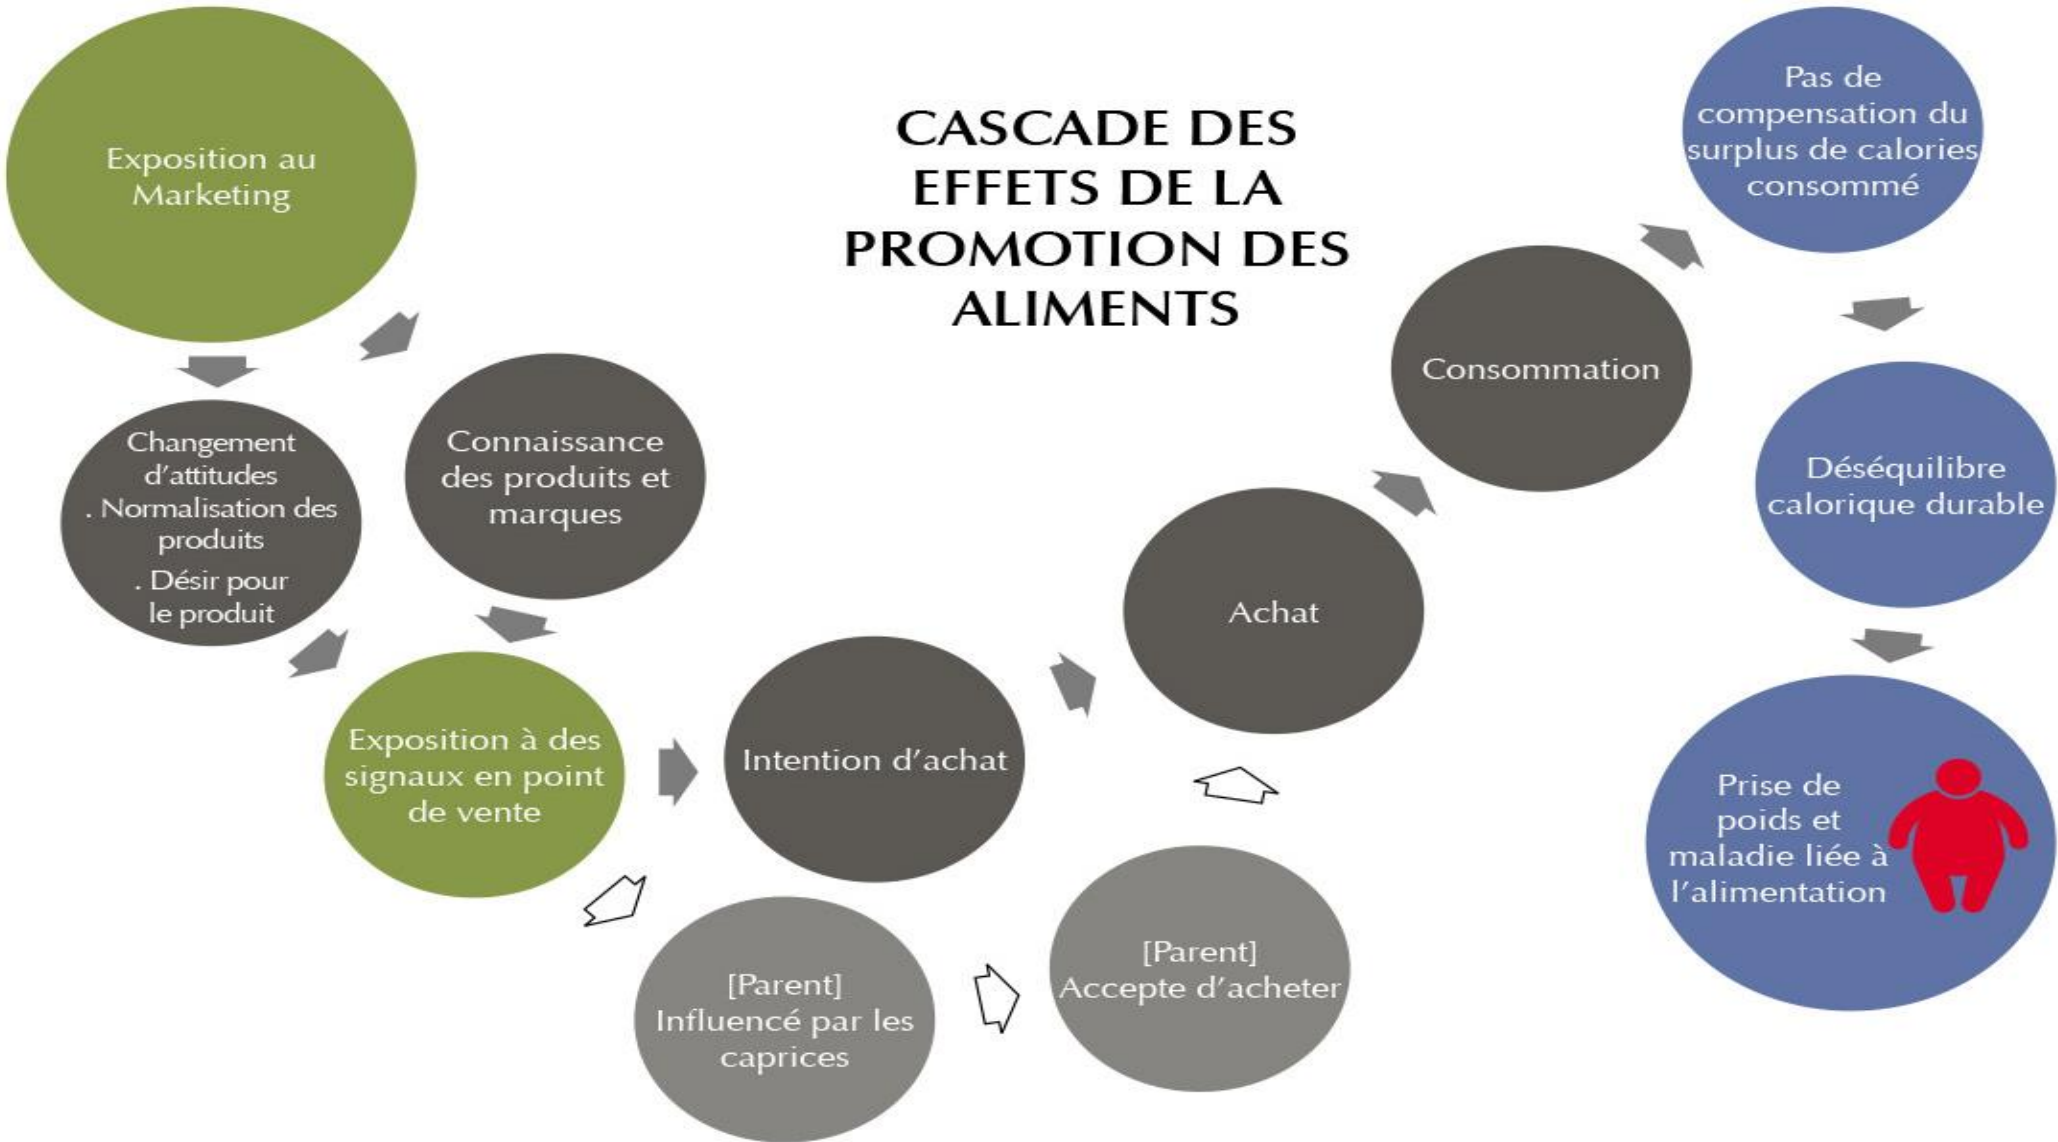 CASCADE DES
EFFETS DE LA
PROMOTION DES
ALIMENTS
Exposition au
Marketing
Changement
d’attitudes
. Normalisation des
produits
. Désir pour
le produit
Connaissance
des produits et
marques
Exposition à des
signaux en point
de vente
Intention d’achat
[Parent]
Influencé par les
caprices
[Parent]
Accepte d’acheter
Achat
Consommation
Pas de
compensation du
surplus de calories
consommé
Déséquilibre
calorique durable
Prise de
poids et
maladie liée à
l’alimentation